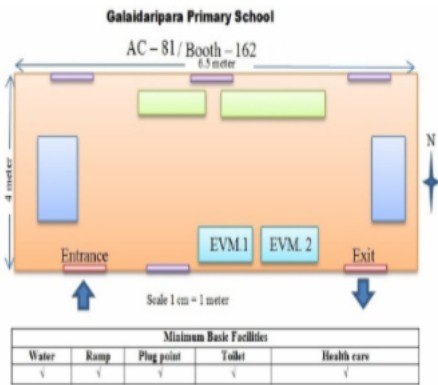 Galaidaripara Primary School
AC – 81/ Booth – 162
6.5 meter
4 meter
N
EVM.1 EVM. 2
Entrance Exit
Scale 1 cm = 1 meter
Minimum Basic Facilities
Water Ramp Plug point Toilet Health care
√ √ √ √ √